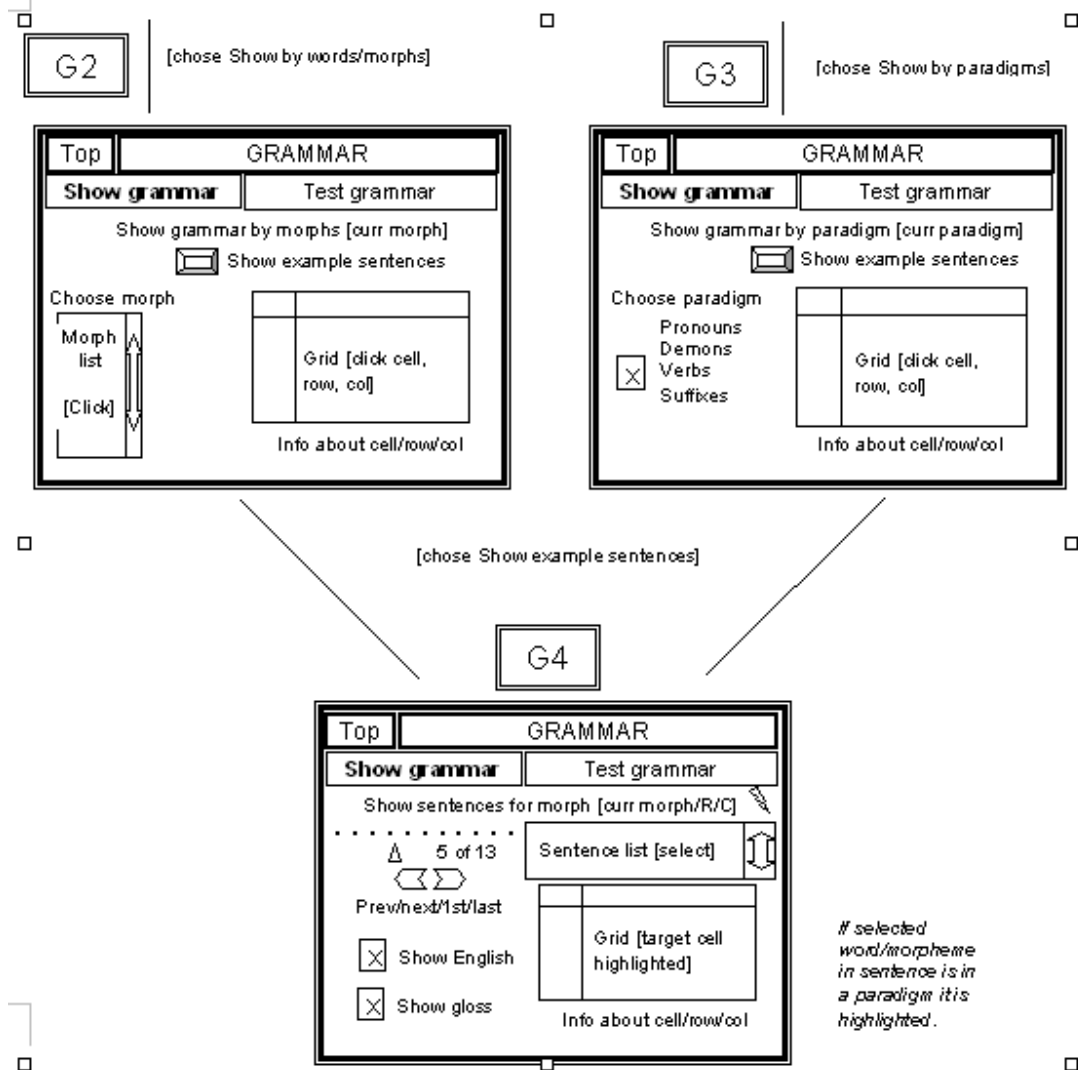 G2
[chose Show by words/morphs]
Top
GRAMMAR
Show grammar
Test grammar
Show grammar by morphs [curr morph]
Show example sentences
Choose morph
Morph
list
[Click]
Grid [click cell,
row, col]
Info about cell/row/col
G3
[chose Show by paradigms]
Top
GRAMMAR
Show grammar
Test grammar
Show grammar by paradigm [curr paradigm]
Show example sentences
Choose paradigm
Pronouns
Demons
X Verbs
Suffixes
Grid [click cell,
row, col]
Info about cell/row/col
[chose Show example sentences]
G4
Top
GRAMMAR
Show grammar
Test grammar
Show sentences for morph [curr morph/R/C]
5 of 13
Prev/next/1st/last
X Show English
X Show gloss
Sentence list [select]
Grid [target cell
highlighted]
Info about cell/row/col
If selected
word/morpheme
in sentence is in
a paradigm it is
highlighted.